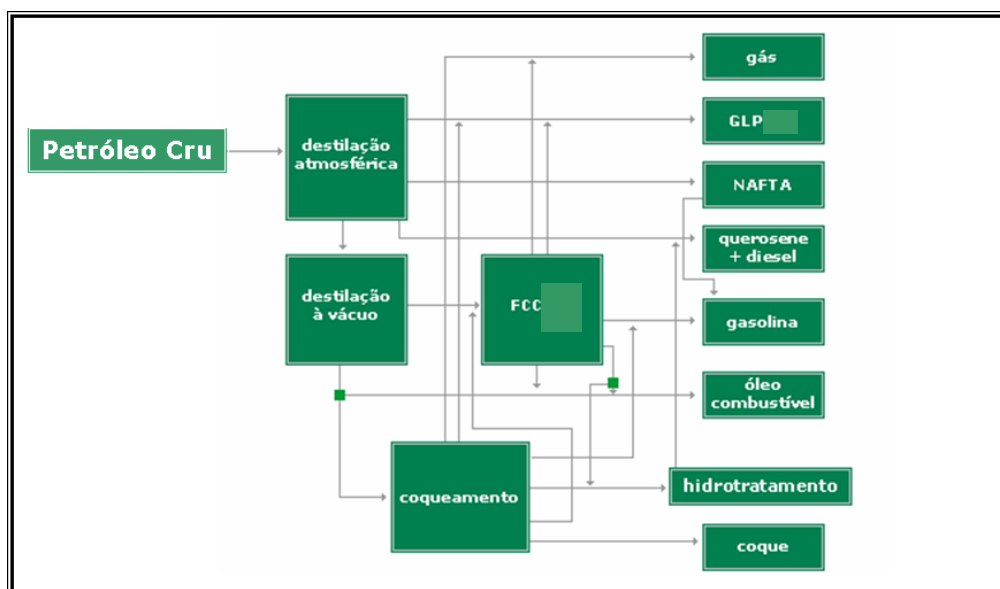 gás
GLP
Petróleo Cru
destilação
atmosférica
NAFTA
querosene
+ diesel
destilação
à vácuo
FCC
gasolina
óleo
combustível
coqueamento
hidrotratamento
coque